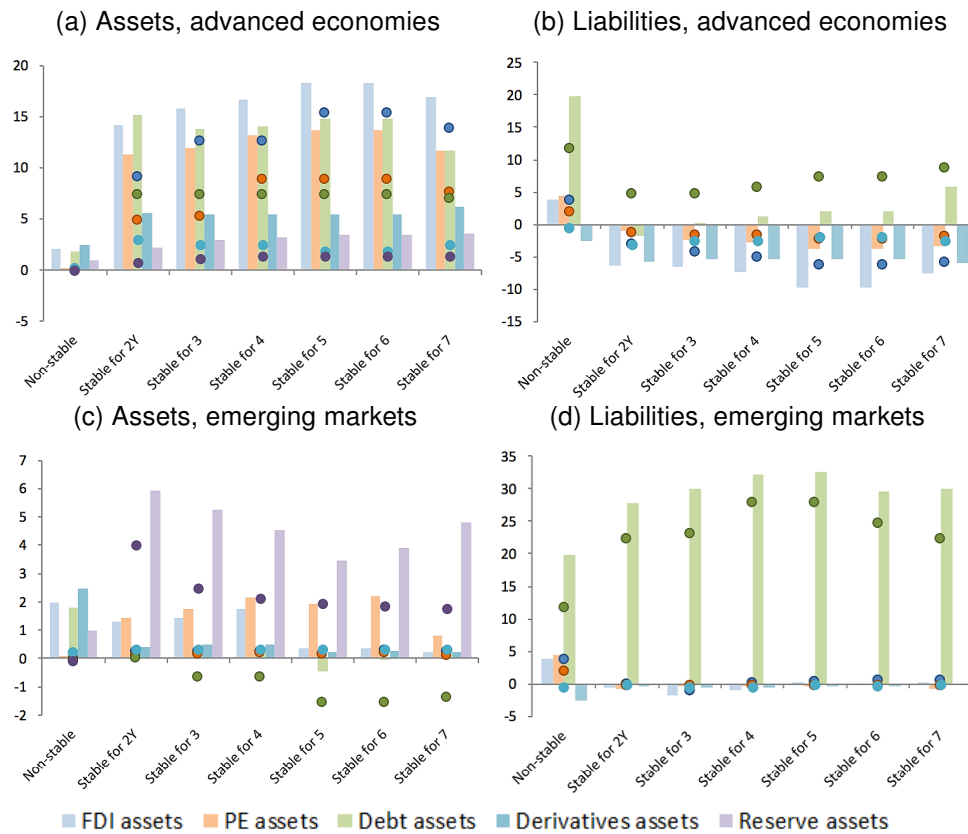 (a) Assets, advanced economies
20
15
10
5
0
-5
Non-stable
Stable for 2Y
Stable for 3
Stable for 4
Stable for 5
Stable for 6
Stable for 7
(b) Liabilities, advanced economies
25
20
15
10
5
0
-5
-10
-15
Non-stable
Stable for 2Y
Stable for 3
Stable for 4
Stable for 5
Stable for 6
Stable for 7
(c) Assets, emerging markets
7
6
5
4
3
2
1
0
-1
-2
Non-stable
Stable for 2Y
Stable for 3
Stable for 4
Stable for 5
Stable for 6
Stable for 7
(d) Liabilities, emerging markets
35
30
25
20
15
10
5
0
-5
Non-stable
Stable for 2Y
Stable for 3
Stable for 4
Stable for 5
Stable for 6
Stable for 7
FDI assets PE assets Debt assets Derivatives assets Reserve assets